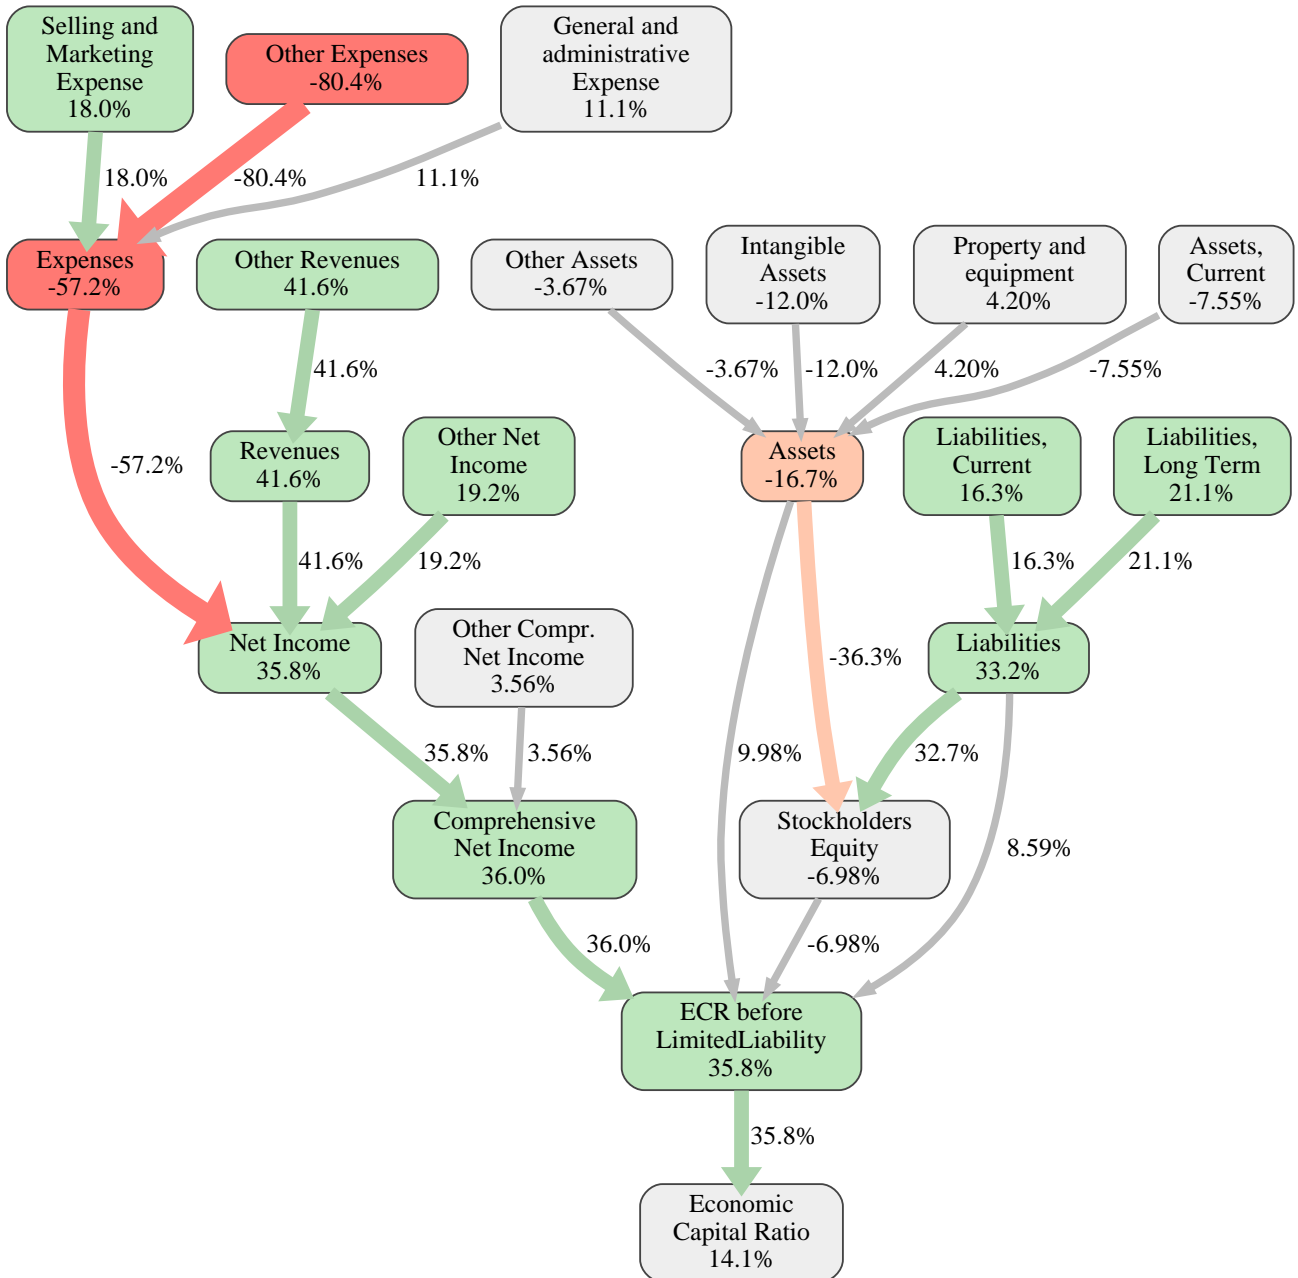 Selling and
Marketing
Expense
18.0%
Other Expenses
-80.4%
General and
administrative
Expense
11.1%
18.0%
-80.4%
11.1%
Expenses
-57.2%
Other Revenues
41.6%
Other Assets
-3.67%
Intangible
Assets
-12.0%
Property and
equipment
4.20%
Assets,
Current
-7.55%
41.6%
-3.67%
-12.0%
4.20%
-7.55%
-57.2%
Revenues
41.6%
Other Net
Income
19.2%
Assets
-16.7%
Liabilities,
Current
16.3%
Liabilities,
Long Term
21.1%
41.6%
19.2%
16.3%
21.1%
Net Income
35.8%
Other Compr.
Net Income
3.56%
-36.3%
Liabilities
33.2%
35.8%
3.56%
9.98%
32.7%
Comprehensive
Net Income
36.0%
Stockholders
Equity
-6.98%
8.59%
36.0%
-6.98%
ECR before
LimitedLiability
35.8%
35.8%
Economic
Capital Ratio
14.1%